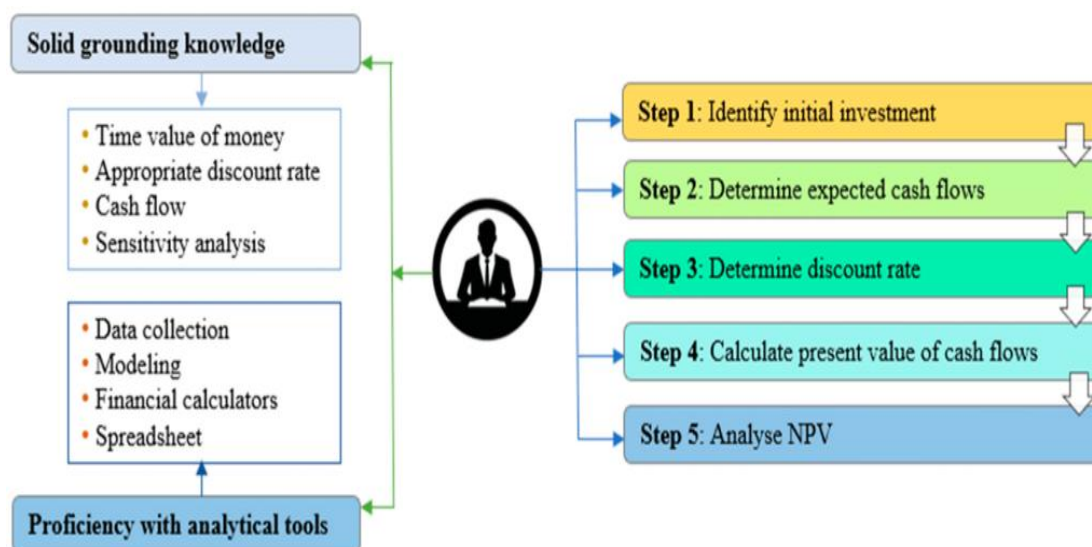 Solid grounding knowledge
• Time value of money
• Appropriate discount rate
• Cash flow
• Sensitivity analysis
• Data collection
• Modeling
• Financial calculators
• Spreadsheet
Proficiency with analytical tools
Step 1: Identify initial investment
Step 2: Determine expected cash flows
Step 3: Determine discount rate
Step 4: Calculate present value of cash flows
Step 5: Analyse NPV